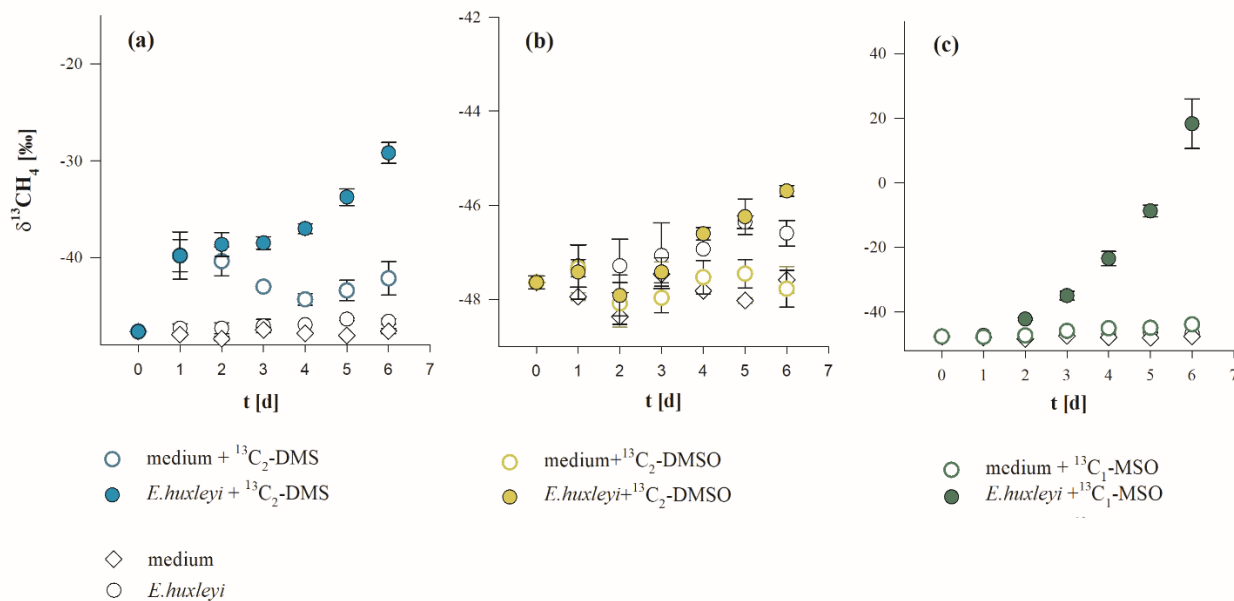 (a)
(b)
(c)
δ¹³CH₄ [‰]
-20
-30
-40
-42
-44
-46
-48
40
20
0
-20
-40
0 1 2 3 4 5 6 7
0 1 2 3 4 5 6 7
0 1 2 3 4 5 6 7
t [d]
t [d]
t [d]
medium + ¹³C₂-DMS
E.huxleyi + ¹³C₂-DMS
medium
E.huxleyi
medium+¹³C₂-DMSO
E.huxleyi+¹³C₂-DMSO
medium + ¹³C₁-MSO
E.huxleyi +¹³C₁-MSO